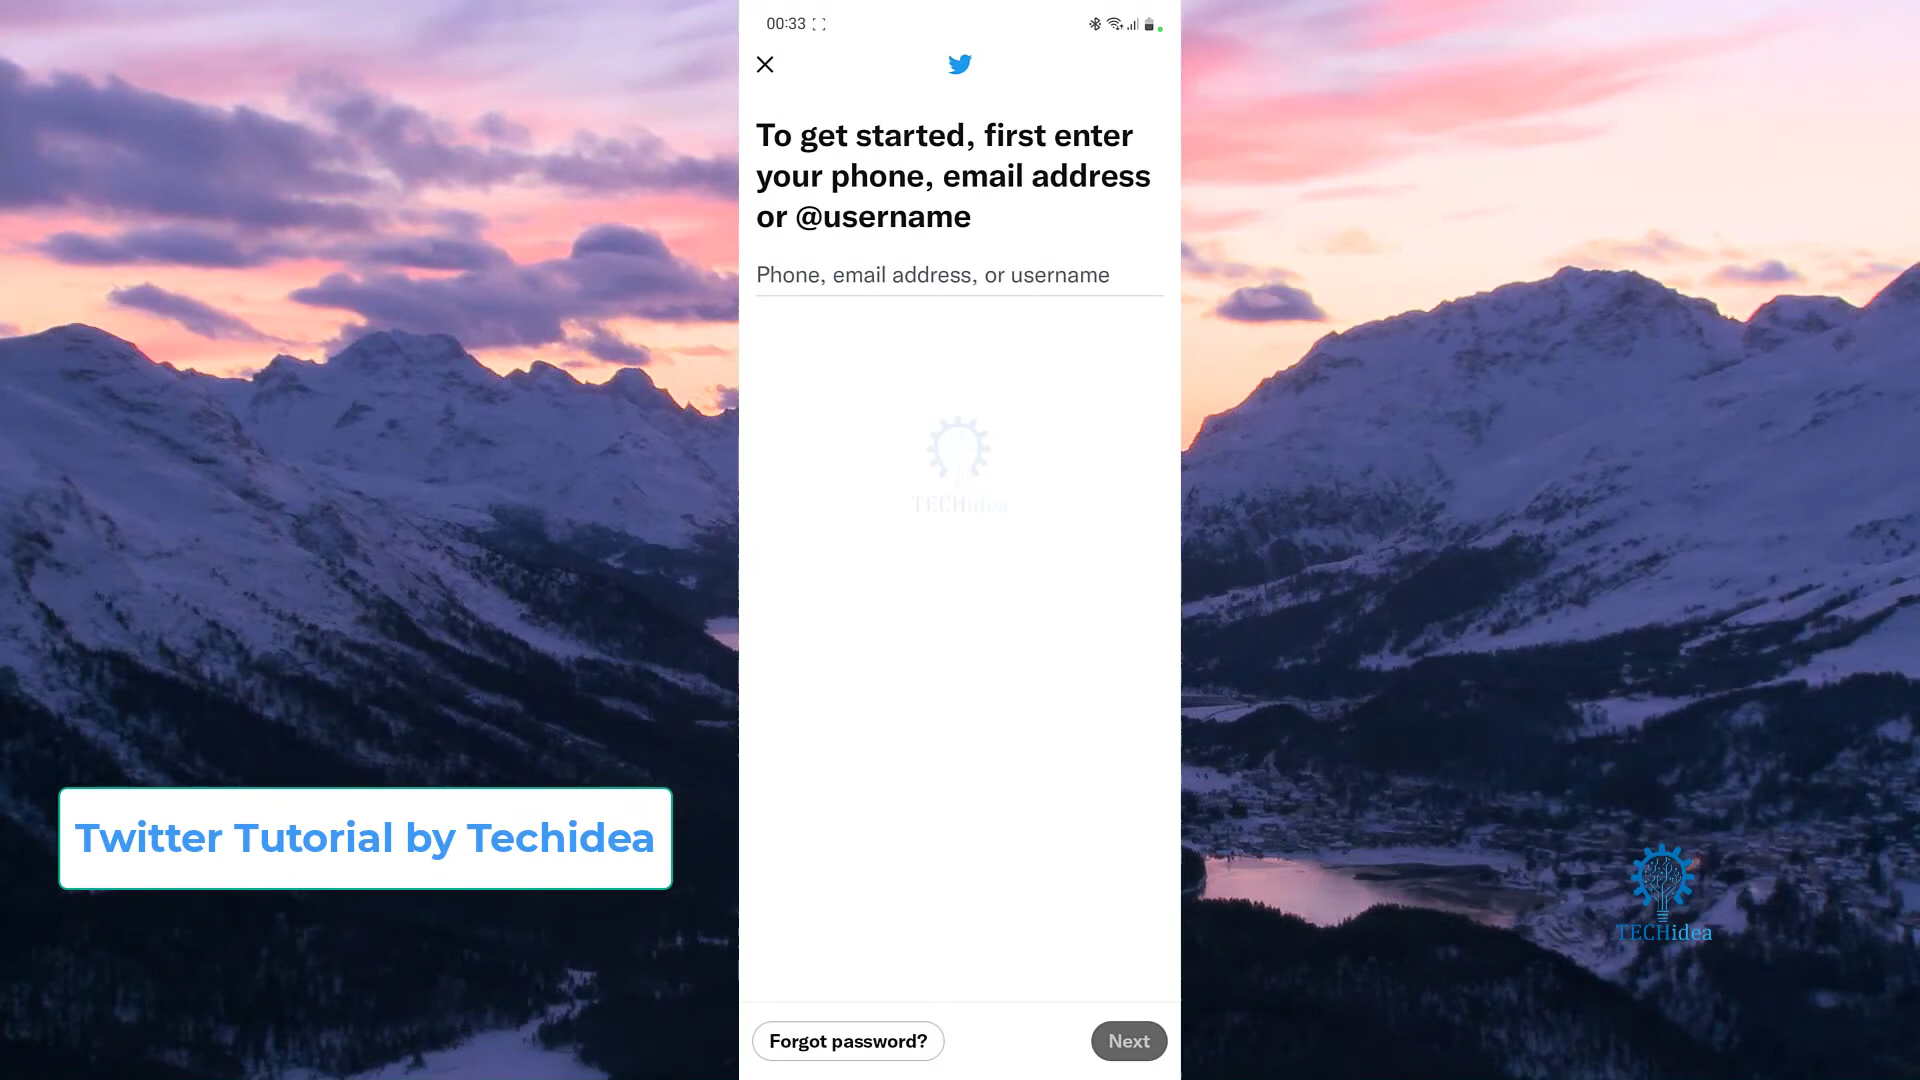 00:33
To get started, first enter
your phone, email address
or @username
Phone, email address, or username
TECHidea
Twitter Tutorial by Techidea
TECHidea
Forgot password?
Next